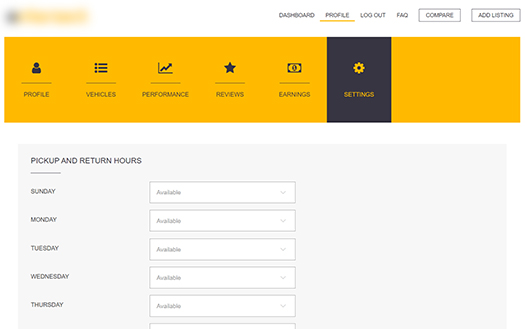 DASHBOARD PROFILE LOG OUT FAQ COMPARE ADD LISTING
PROFILE VEHICLES PERFORMANCE REVIEWS EARNINGS SETTINGS
PICKUP AND RETURN HOURS
SUNDAY Available
MONDAY Available
TUESDAY Available
WEDNESDAY Available
THURSDAY Available